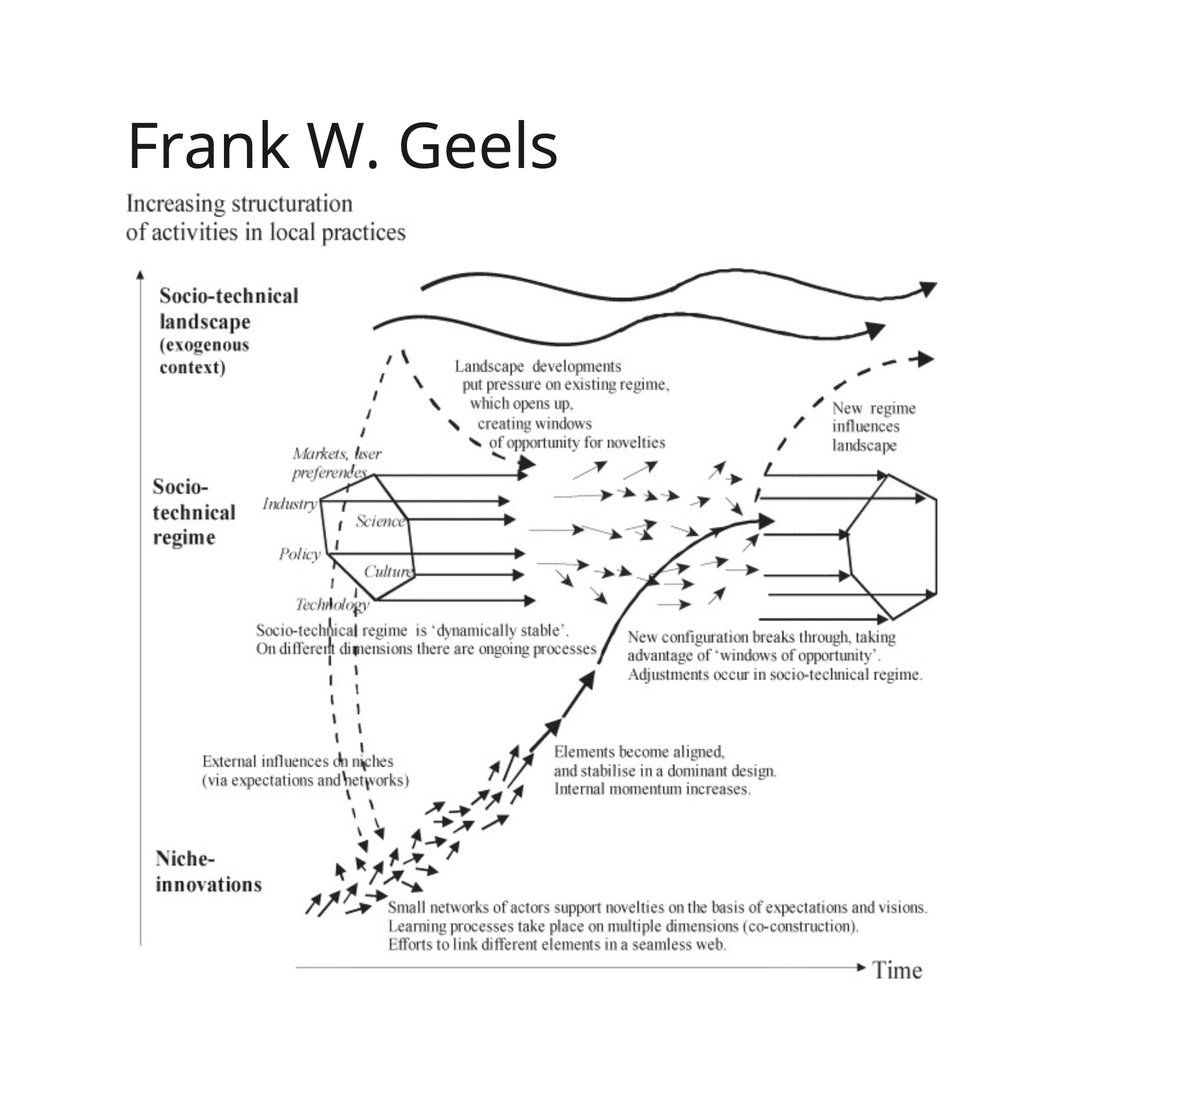 Frank W. Geels
Increasing structuration
of activities in local practices
Socio-technical
landscape
(exogenous
context)
Landscape developments
put pressure on existing regime,
which opens up,
creating windows
of opportunity for novelties
New regime
influences
landscape
Markets, user
preferences
Industry
Science
Policy
Culture
Technology
Socio-
technical
regime
Socio-technical regime is ‘dynamically stable’.
On different dimensions there are ongoing processes
New configuration breaks through, taking
advantage of ‘windows of opportunity’.
Adjustments occur in socio-technical regime.
External influences on niches
(via expectations and networks)
Elements become aligned,
and stabilise in a dominant design.
Internal momentum increases.
Niche-
innovations
Small networks of actors support novelties on the basis of expectations and visions.
Learning processes take place on multiple dimensions (co-construction).
Efforts to link different elements in a seamless web.
Time